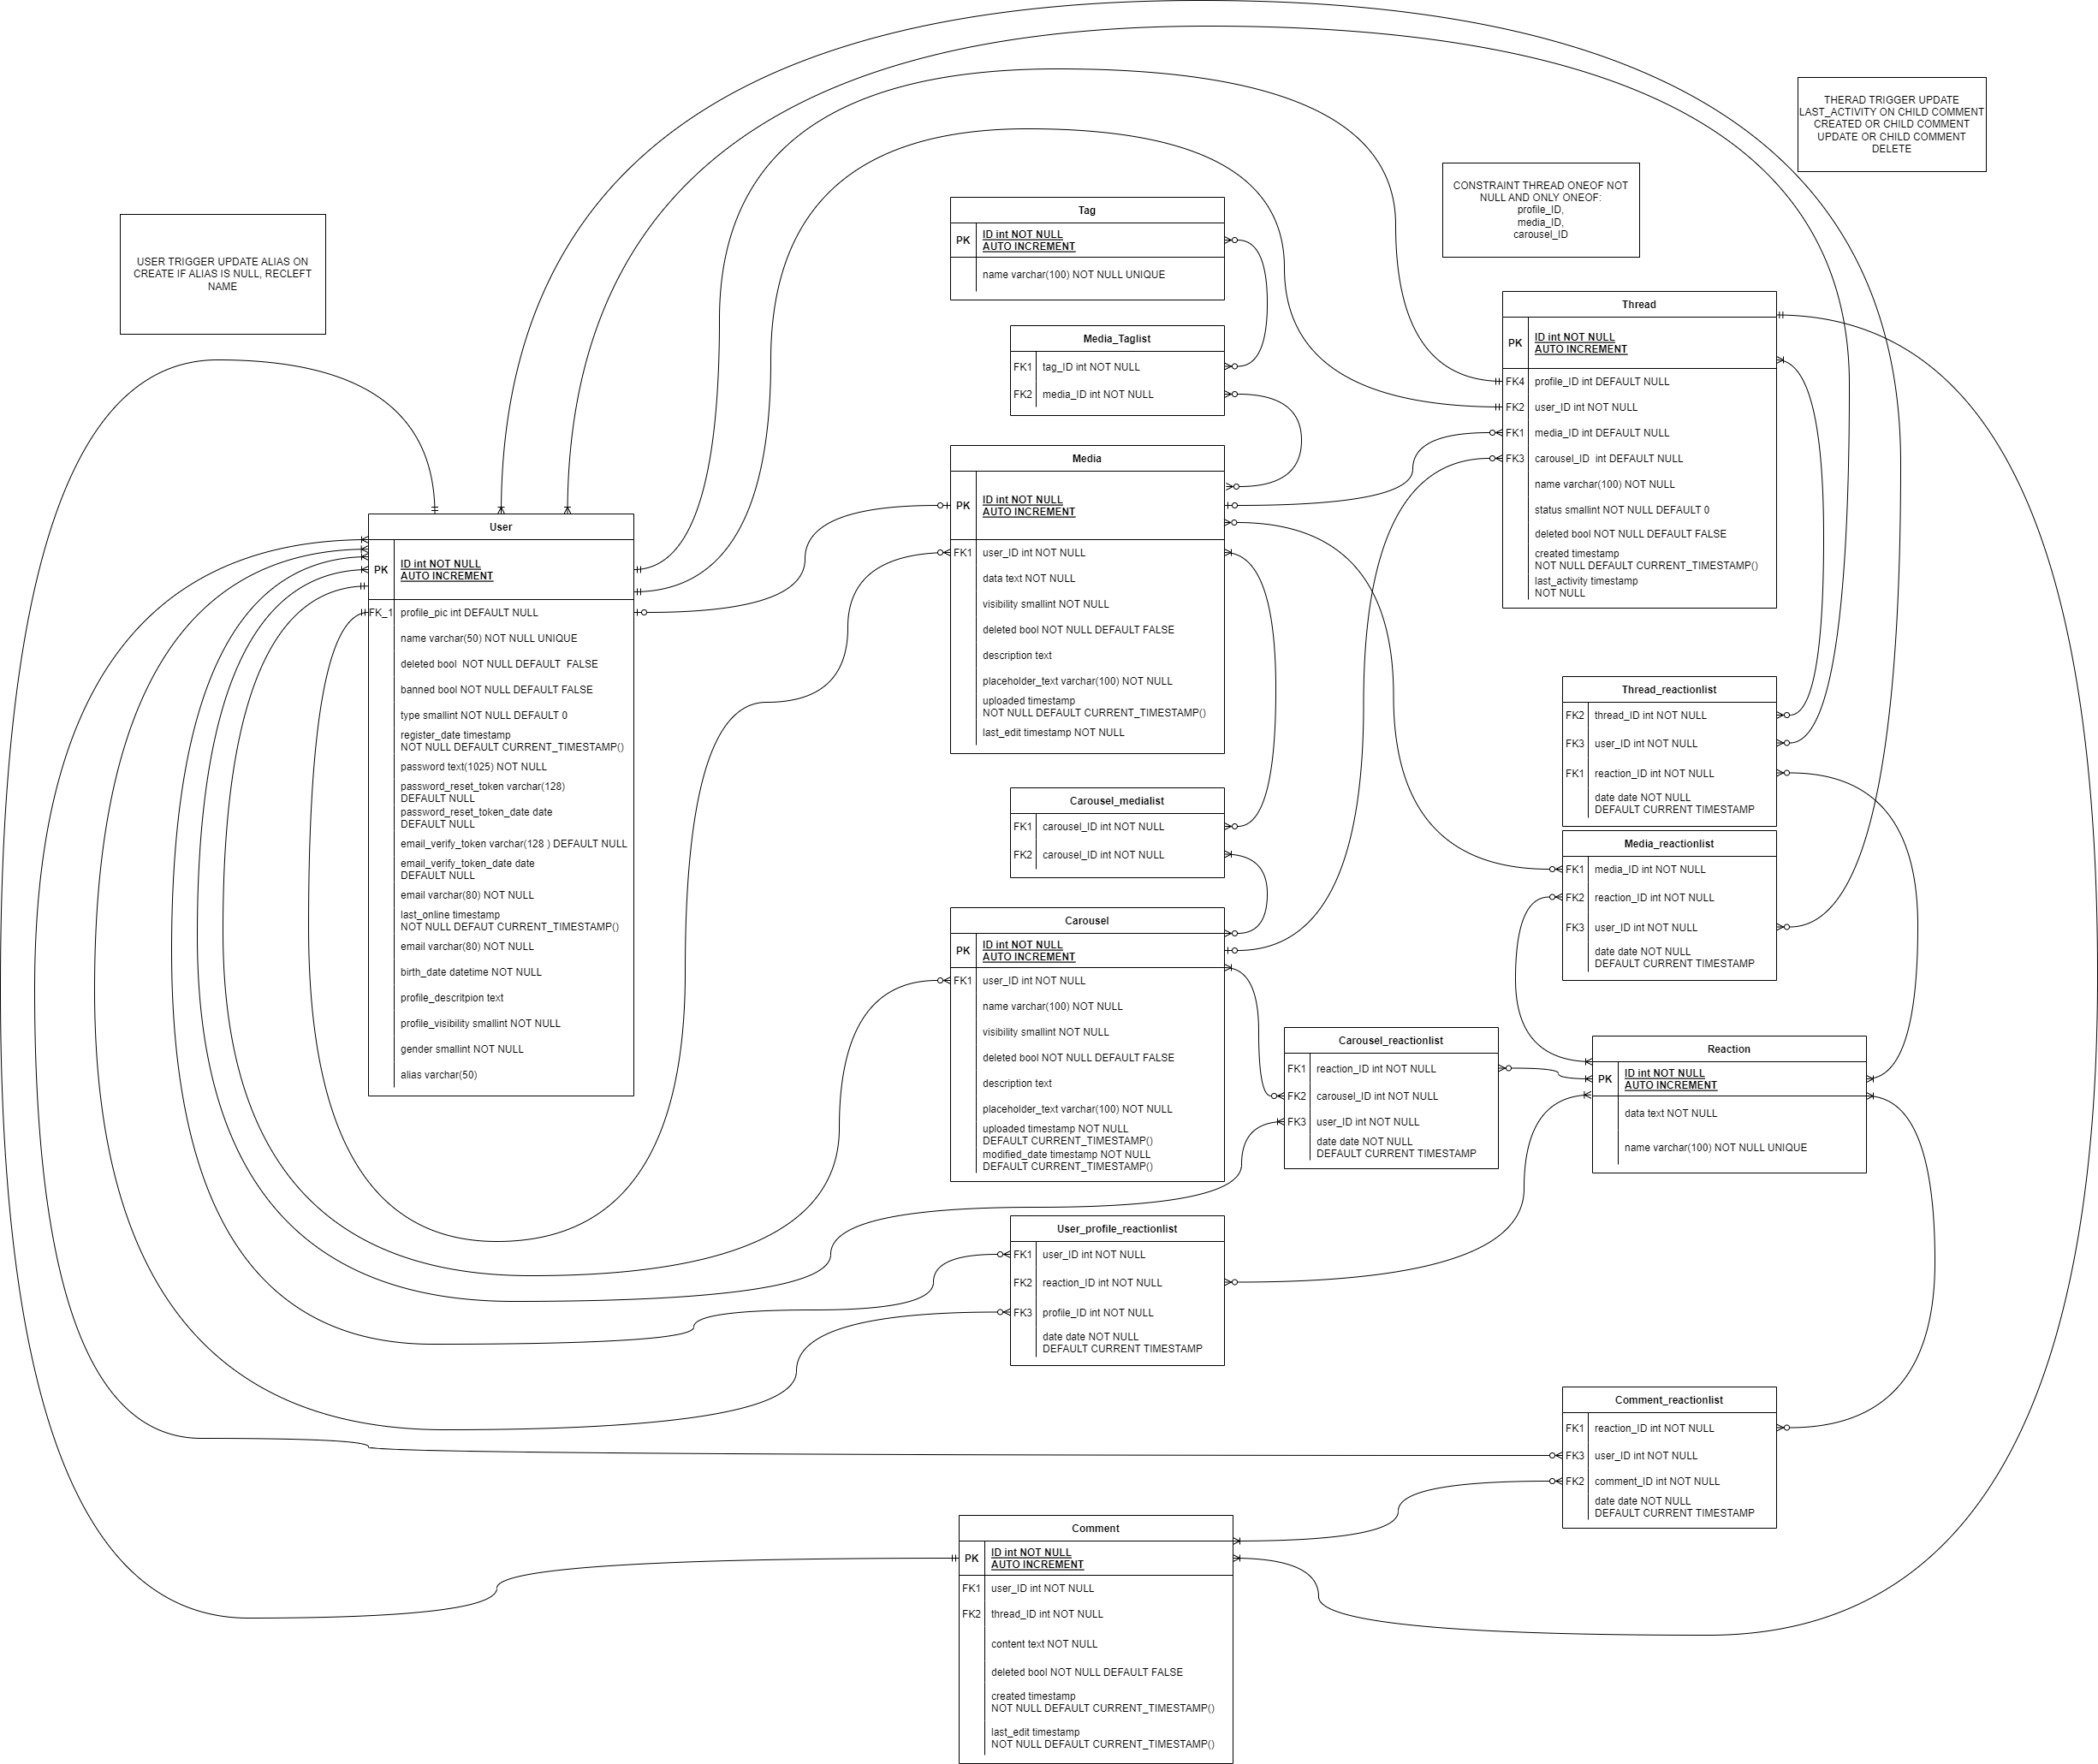 THERAD TRIGGER UPDATE
LAST_ACTIVITY ON CHILD COMMENT
CREATED OR CHILD COMMENT
UPDATE OR CHILD COMMENT
DELETE
CONSTRAINT THREAD ONEOF NOT
NULL AND ONLY ONEOF:
profile_ID,
media_ID,
carousel_ID
USER TRIGGER UPDATE ALIAS ON
CREATE IF ALIAS IS NULL, RECLEFT
NAME
Tag
PK ID int NOT NULL
AUTO INCREMENT
name varchar(100) NOT NULL UNIQUE
Media_Taglist
FK1 tag_ID int NOT NULL
FK2 media_ID int NOT NULL
Thread
PK ID int NOT NULL
AUTO INCREMENT
FK4 profile_ID int DEFAULT NULL
FK2 user_ID int NOT NULL
FK1 media_ID int DEFAULT NULL
FK3 carousel_ID  int DEFAULT NULL
name varchar(100) NOT NULL
status smallint NOT NULL DEFAULT 0
deleted bool NOT NULL DEFAULT FALSE
created timestamp
NOT NULL DEFAULT CURRENT_TIMESTAMP()
last_activity timestamp
NOT NULL
Media
PK ID int NOT NULL
AUTO INCREMENT
FK1 user_ID int NOT NULL
data text NOT NULL
visibility smallint NOT NULL
deleted bool NOT NULL DEFAULT FALSE
description text
placeholder_text varchar(100) NOT NULL
uploaded timestamp
NOT NULL DEFAULT CURRENT_TIMESTAMP()
last_edit timestamp NOT NULL
User
PK ID int NOT NULL
AUTO INCREMENT
FK_1 profile_pic int DEFAULT NULL
name varchar(50) NOT NULL UNIQUE
deleted bool  NOT NULL DEFAULT  FALSE
banned bool NOT NULL DEFAULT FALSE
type smallint NOT NULL DEFAULT 0
register_date timestamp
NOT NULL DEFAULT CURRENT_TIMESTAMP()
password text(1025) NOT NULL
password_reset_token varchar(128)
DEFAULT NULL
password_reset_token_date date
DEFAULT NULL
email_verify_token varchar(128 ) DEFAULT NULL
email_verify_token_date date
DEFAULT NULL
email varchar(80) NOT NULL
last_online timestamp
NOT NULL DEFAUT CURRENT_TIMESTAMP()
email varchar(80) NOT NULL
birth_date datetime NOT NULL
profile_descritpion text
profile_visibility smallint NOT NULL
gender smallint NOT NULL
alias varchar(50)
Thread_reactionlist
FK2 thread_ID int NOT NULL
FK3 user_ID int NOT NULL
FK1 reaction_ID int NOT NULL
date date NOT NULL
DEFAULT CURRENT TIMESTAMP
Media_reactionlist
FK1 media_ID int NOT NULL
FK2 reaction_ID int NOT NULL
FK3 user_ID int NOT NULL
date date NOT NULL
DEFAULT CURRENT TIMESTAMP
Carousel_medialist
FK1 carousel_ID int NOT NULL
FK2 carousel_ID int NOT NULL
Carousel
PK ID int NOT NULL
AUTO INCREMENT
FK1 user_ID int NOT NULL
name varchar(100) NOT NULL
visibility smallint NOT NULL
deleted bool NOT NULL DEFAULT FALSE
description text
placeholder_text varchar(100) NOT NULL
uploaded timestamp NOT NULL
DEFAULT CURRENT_TIMESTAMP()
modified_date timestamp NOT NULL
DEFAULT CURRENT_TIMESTAMP()
Carousel_reactionlist
FK1 reaction_ID int NOT NULL
FK2 carousel_ID int NOT NULL
FK3 user_ID int NOT NULL
date date NOT NULL
DEFAULT CURRENT TIMESTAMP
Reaction
PK ID int NOT NULL
AUTO INCREMENT
data text NOT NULL
name varchar(100) NOT NULL UNIQUE
User_profile_reactionlist
FK1 user_ID int NOT NULL
FK2 reaction_ID int NOT NULL
FK3 profile_ID int NOT NULL
date date NOT NULL
DEFAULT CURRENT TIMESTAMP
Comment_reactionlist
FK1 reaction_ID int NOT NULL
FK3 user_ID int NOT NULL
FK2 comment_ID int NOT NULL
date date NOT NULL
DEFAULT CURRENT TIMESTAMP
Comment
PK ID int NOT NULL
AUTO INCREMENT
FK1 user_ID int NOT NULL
FK2 thread_ID int NOT NULL
content text NOT NULL
deleted bool NOT NULL DEFAULT FALSE
created timestamp
NOT NULL DEFAULT CURRENT_TIMESTAMP()
last_edit timestamp
NOT NULL DEFAULT CURRENT_TIMESTAMP()